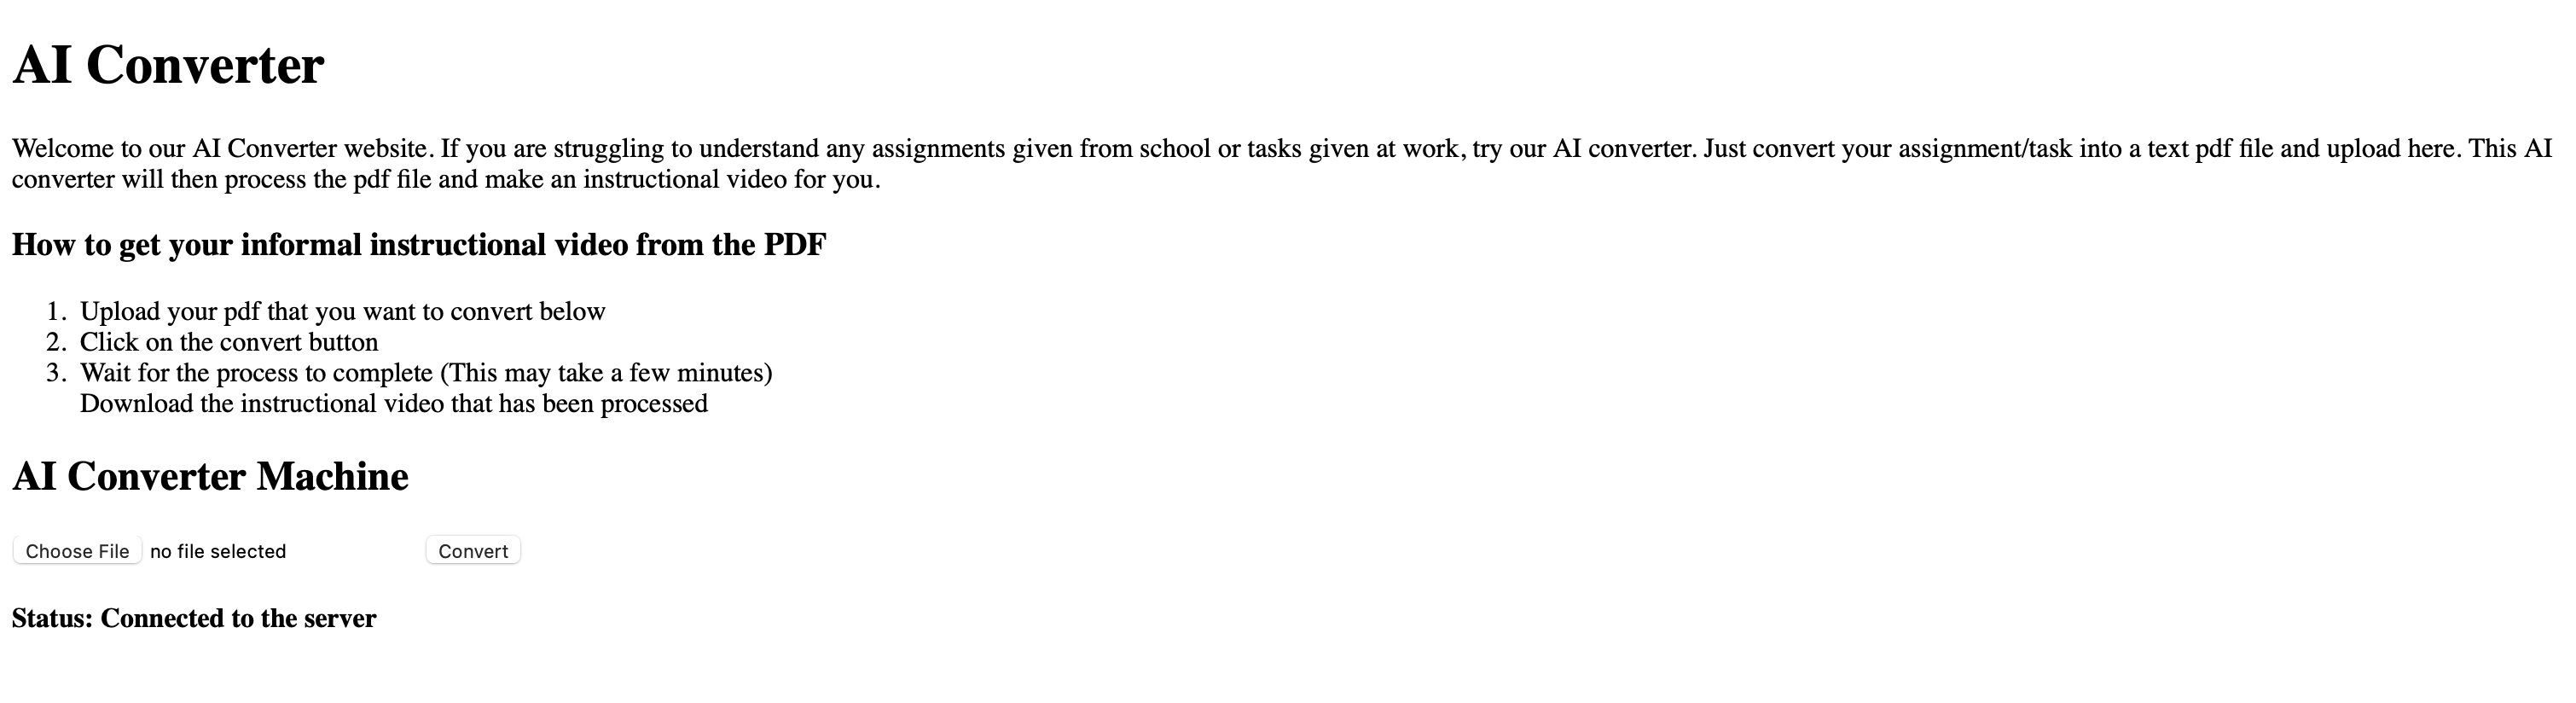 AI Converter
Welcome to our AI Converter website. If you are struggling to understand any assignments given from school or tasks given at work, try our AI converter. Just convert your assignment/task into a text pdf file and upload here. This AI
converter will then process the pdf file and make an instructional video for you.
How to get your informal instructional video from the PDF
1. Upload your pdf that you want to convert below
2. Click on the convert button
3. Wait for the process to complete (This may take a few minutes)
Download the instructional video that has been processed
AI Converter Machine
Choose File no file selected Convert
Status: Connected to the server